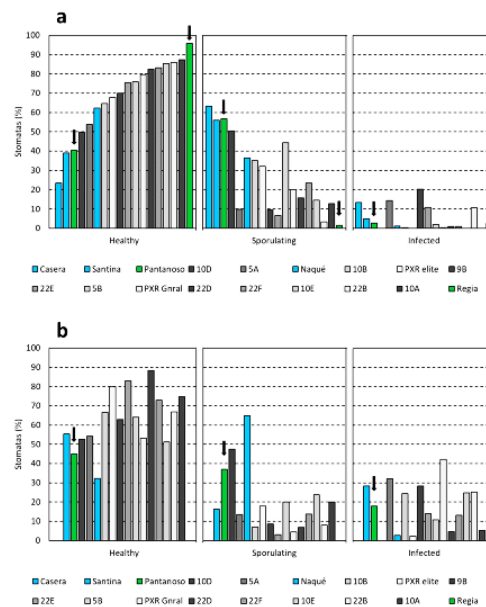 a
100
90
80
70
60
50
40
30
20
10
0
Stomatas (%)
Healthy Sporulating Infected
Casera Santina Pantanoso 10D 5A Naqué 10B PXR elite 9B
22E 5B PXR Gnral 22D 22F 10E 22B 10A Regia
b
100
90
80
70
60
50
40
30
20
10
0
Stomatas (%)
Healthy Sporulating Infected
Casera Santina Pantanoso 10D 5A Naqué 10B PXR elite 9B
22E 5B PXR Gnral 22D 22F 10E 22B 10A Regia